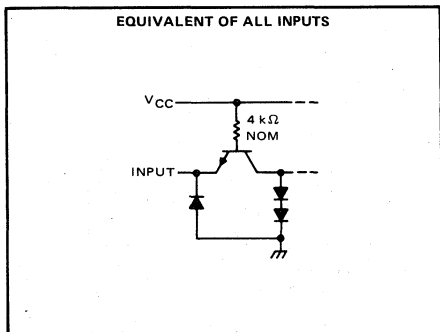 EQUIVALENT OF ALL INPUTS
VCC
4 kΩ
NOM
INPUT